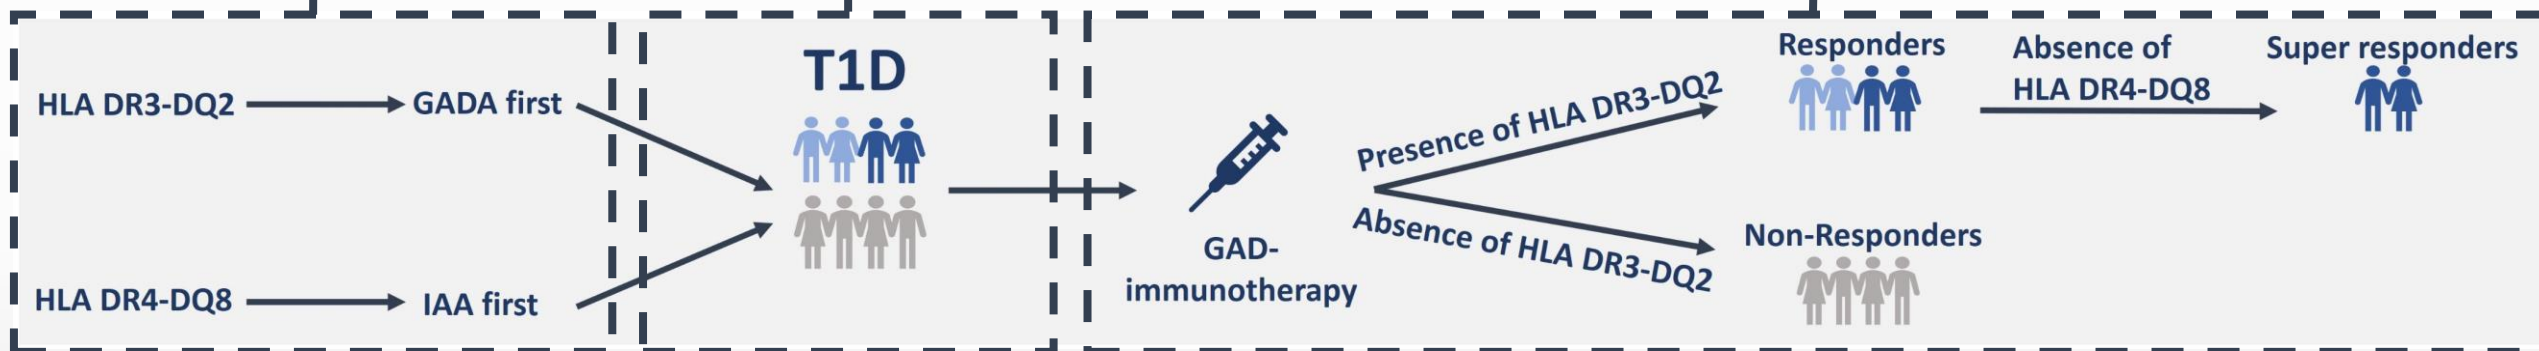 HLA DR3-DQ2
GADA first
HLA DR4-DQ8
IAA first
T1D
GAD-
immunotherapy
Presence of HLA DR3-DQ2
Absence of HLA DR3-DQ2
Responders
Non-Responders
Absence of
HLA DR4-DQ8
Super responders